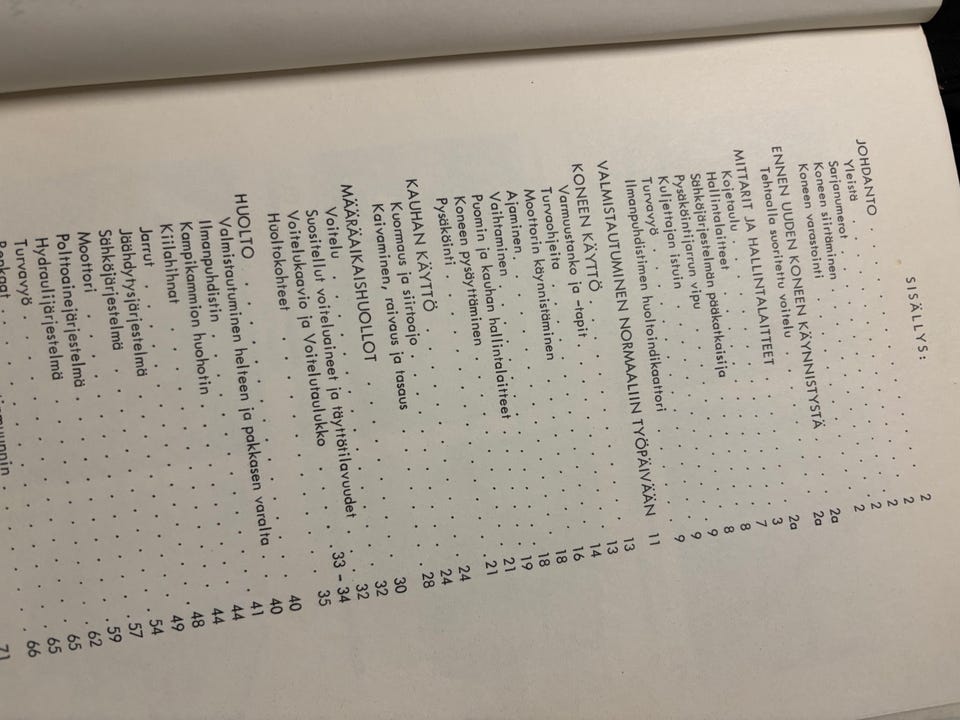 SISÄLLYS:
JOHDANTO . . . 2
Yleistä . . . 2
Sarjanumerot . . . 2
Koneen siirtäminen . . . 2
Koneen varastointi . . . 2
ENNEN UUDEN KONEEN KÄYNNISTYSTÄ . . . 2a
Tehtaalla suoritettu voitelu . . . 2a
MITTARIT JA HALLINTALAITTEET . . . 2a
Kojetaulu . . . 3
Hallintalaitteet . . . 7
Sähköjärjestelmän pääkatkaisija . . . 8
Pysäköintijarrun vipu . . . 8
Kuljettajan istuin . . . 9
Turvavyö . . . 9
Ilmanpuhdistimen huoltoindikaattori . . . 9
VALMISTAUTUMINEN NORMAALIIN TYÖPÄIVÄÄN . . . 11
KONEEN KÄYTTÖ . . . 13
Varmuustanko ja -tapit . . . 13
Turvaohjeita . . . 14
Moottorin käynnistäminen . . . 16
Ajaminen . . . 18
Vaihtaminen . . . 18
Puomin ja kauhan hallintalaitteet . . . 19
Koneen pysäyttäminen . . . 21
Pysäköinti . . . 21
KAUHAN KÄYTTÖ . . . 24
Kuormaus ja siirtoajo . . . 24
Kaivaminen, raivaus ja tasaus . . . 28
MÄÄRÄAIKAISHUOLLOT . . . 30
Voitelu . . . 32
Suositellut voiteluaineet ja täyttötilavuudet . . . 32
Voitelukaavio ja Voitelutaulukko . . . 33 - 34
Huoltokohteet . . . 35
HUOLTO . . . 40
Valmistautuminen helteen ja pakkasen varalta . . . 40
Ilmanpuhdistin . . . 41
Kampikammion huohotin . . . 44
Kiilahihnat . . . 44
Jarrut . . . 48
Jäähdytysjärjestelmä . . . 49
Sähköjärjestelmä . . . 54
Moottori . . . 57
Polttoainejärjestelmä . . . 59
Hydraulijärjestelmä . . . 62
Turvavyö . . . 65
Renkaat . . . 65
66
71